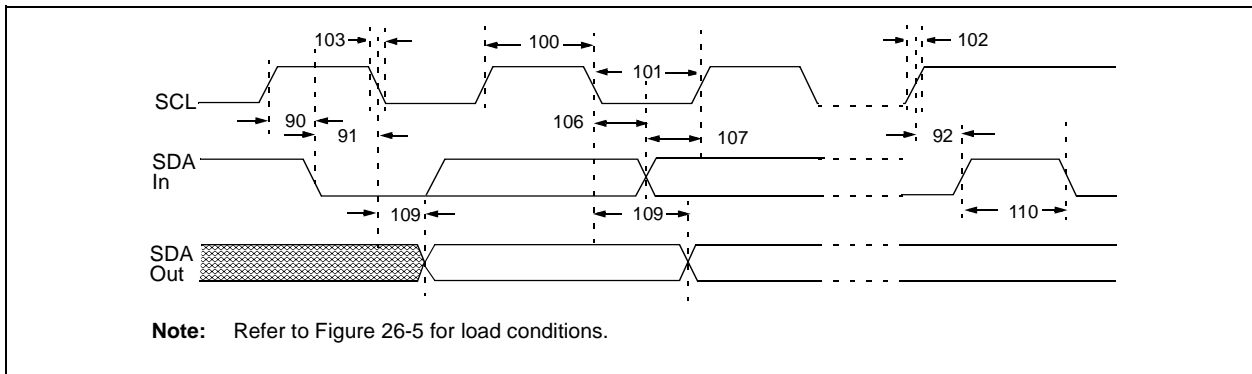 103
100
102
101
SCL
90
91
106
107
92
SDA
In
109
109
110
SDA
Out
Note: Refer to Figure 26-5 for load conditions.